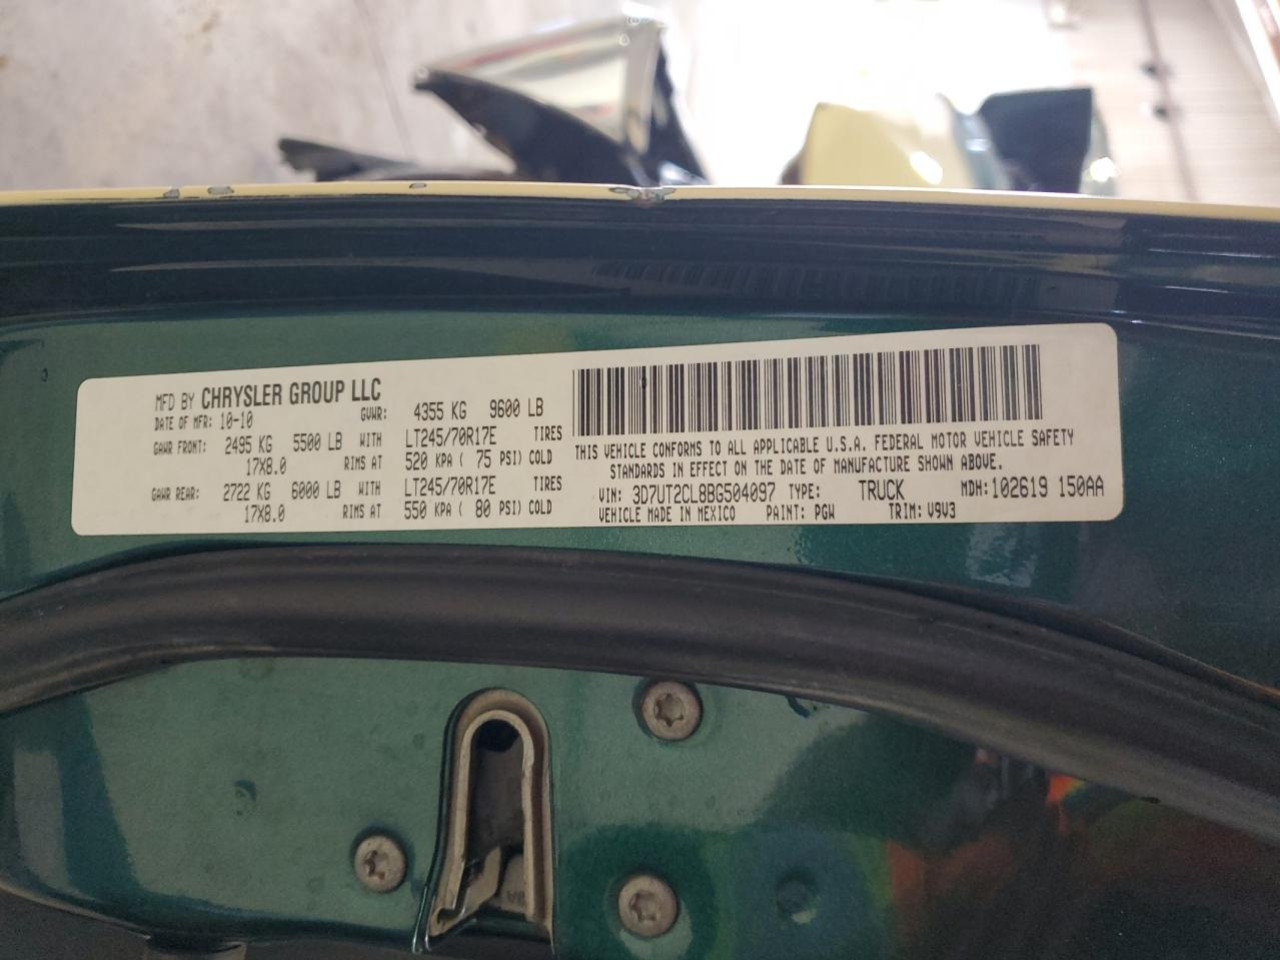 MFD BY CHRYSLER GROUP LLC
DATE OF MFR: 10-10 GVWR: 4355 KG 9600 LB
GAWR FRONT: 2495 KG 5500 LB WITH LT245/70R17E TIRES
17X8.0 RIMS AT 520 KPA ( 75 PSI) COLD
GAWR REAR: 2722 KG 6000 LB WITH LT245/70R17E TIRES
17X8.0 RIMS AT 550 KPA ( 80 PSI) COLD
THIS VEHICLE CONFORMS TO ALL APPLICABLE U.S.A. FEDERAL MOTOR VEHICLE SAFETY
STANDARDS IN EFFECT ON THE DATE OF MANUFACTURE SHOWN ABOVE.
VIN: 3D7UT2CL8BG504097 TYPE: TRUCK MDH:102619 150AA
VEHICLE MADE IN MEXICO PAINT: PGW TRIM: V9V3